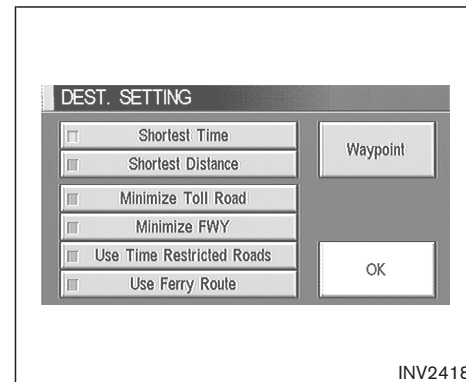 DEST. SETTING
Shortest Time
Shortest Distance
Waypoint
Minimize Toll Road
Minimize FWY
Use Time Restricted Roads
Use Ferry Route
OK
INV2418